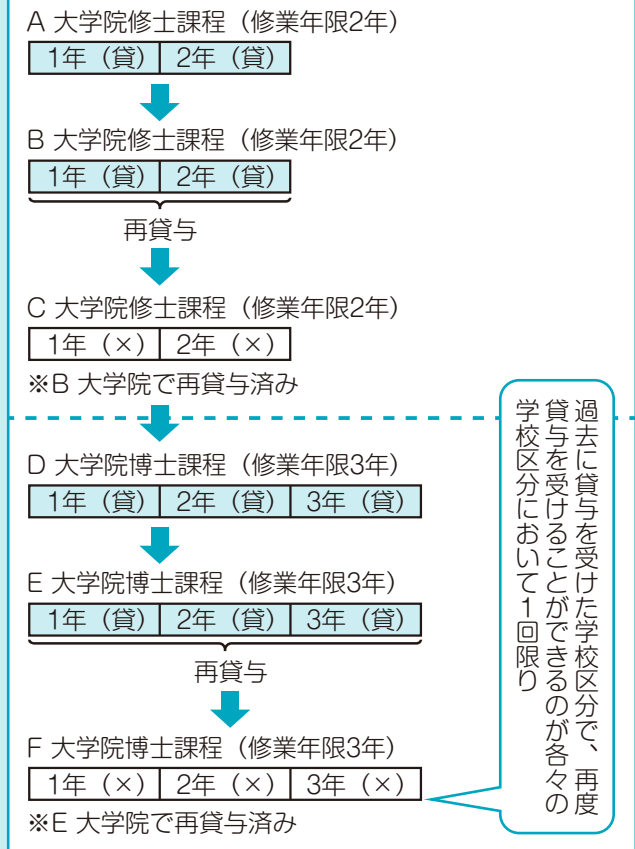 A 大学院修士課程（修業年限2年）
1年（貸） 2年（貸）
B 大学院修士課程（修業年限2年）
1年（貸） 2年（貸）
再貸与
C 大学院修士課程（修業年限2年）
1年（×） 2年（×）
※B 大学院で再貸与済み
D 大学院博士課程（修業年限3年）
1年（貸） 2年（貸） 3年（貸）
E 大学院博士課程（修業年限3年）
1年（貸） 2年（貸） 3年（貸）
再貸与
F 大学院博士課程（修業年限3年）
1年（×） 2年（×） 3年（×）
※E 大学院で再貸与済み
過去に貸与を受けた学校区分で、再度
貸与を受けることができるのが各々の
学校区分において1回限り